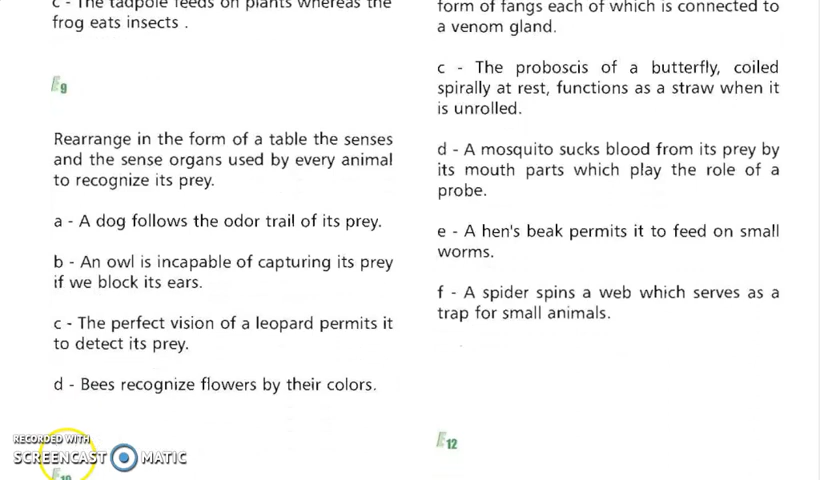 c - The tadpole feeds on plants whereas the
frog eats insects .
E9
Rearrange in the form of a table the senses
and the sense organs used by every animal
to recognize its prey.
a - A dog follows the odor trail of its prey.
b - An owl is incapable of capturing its prey
if we block its ears.
c - The perfect vision of a leopard permits it
to detect its prey.
d - Bees recognize flowers by their colors.
RECORDED WITH
SCREENCAST MATIC
E10
form of fangs each of which is connected to
a venom gland.
c - The proboscis of a butterfly, coiled
spirally at rest, functions as a straw when it
is unrolled.
d - A mosquito sucks blood from its prey by
its mouth parts which play the role of a
probe.
e - A hen's beak permits it to feed on small
worms.
f - A spider spins a web which serves as a
trap for small animals.
E12